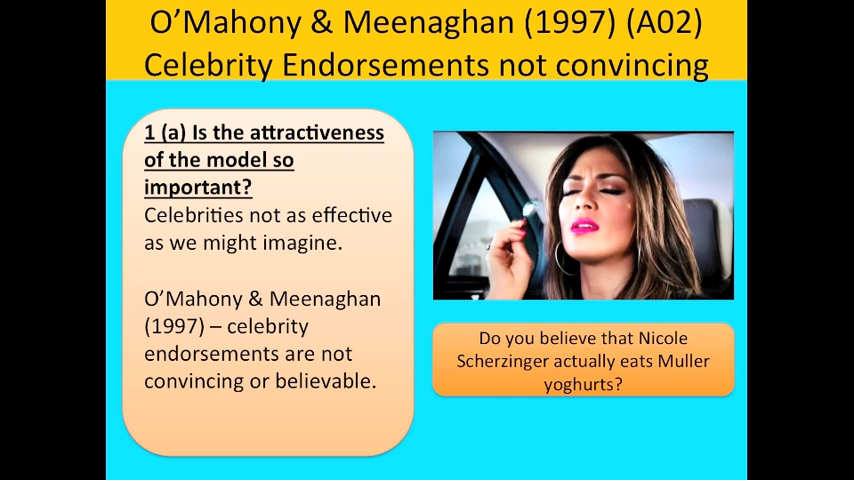 O’Mahony & Meenaghan (1997) (A02)
Celebrity Endorsements not convincing
1 (a) Is the attractiveness
of the model so
important?
Celebrities not as effective
as we might imagine.
O’Mahony & Meenaghan
(1997) – celebrity
endorsements are not
convincing or believable.
Do you believe that Nicole
Scherzinger actually eats Muller
yoghurts?